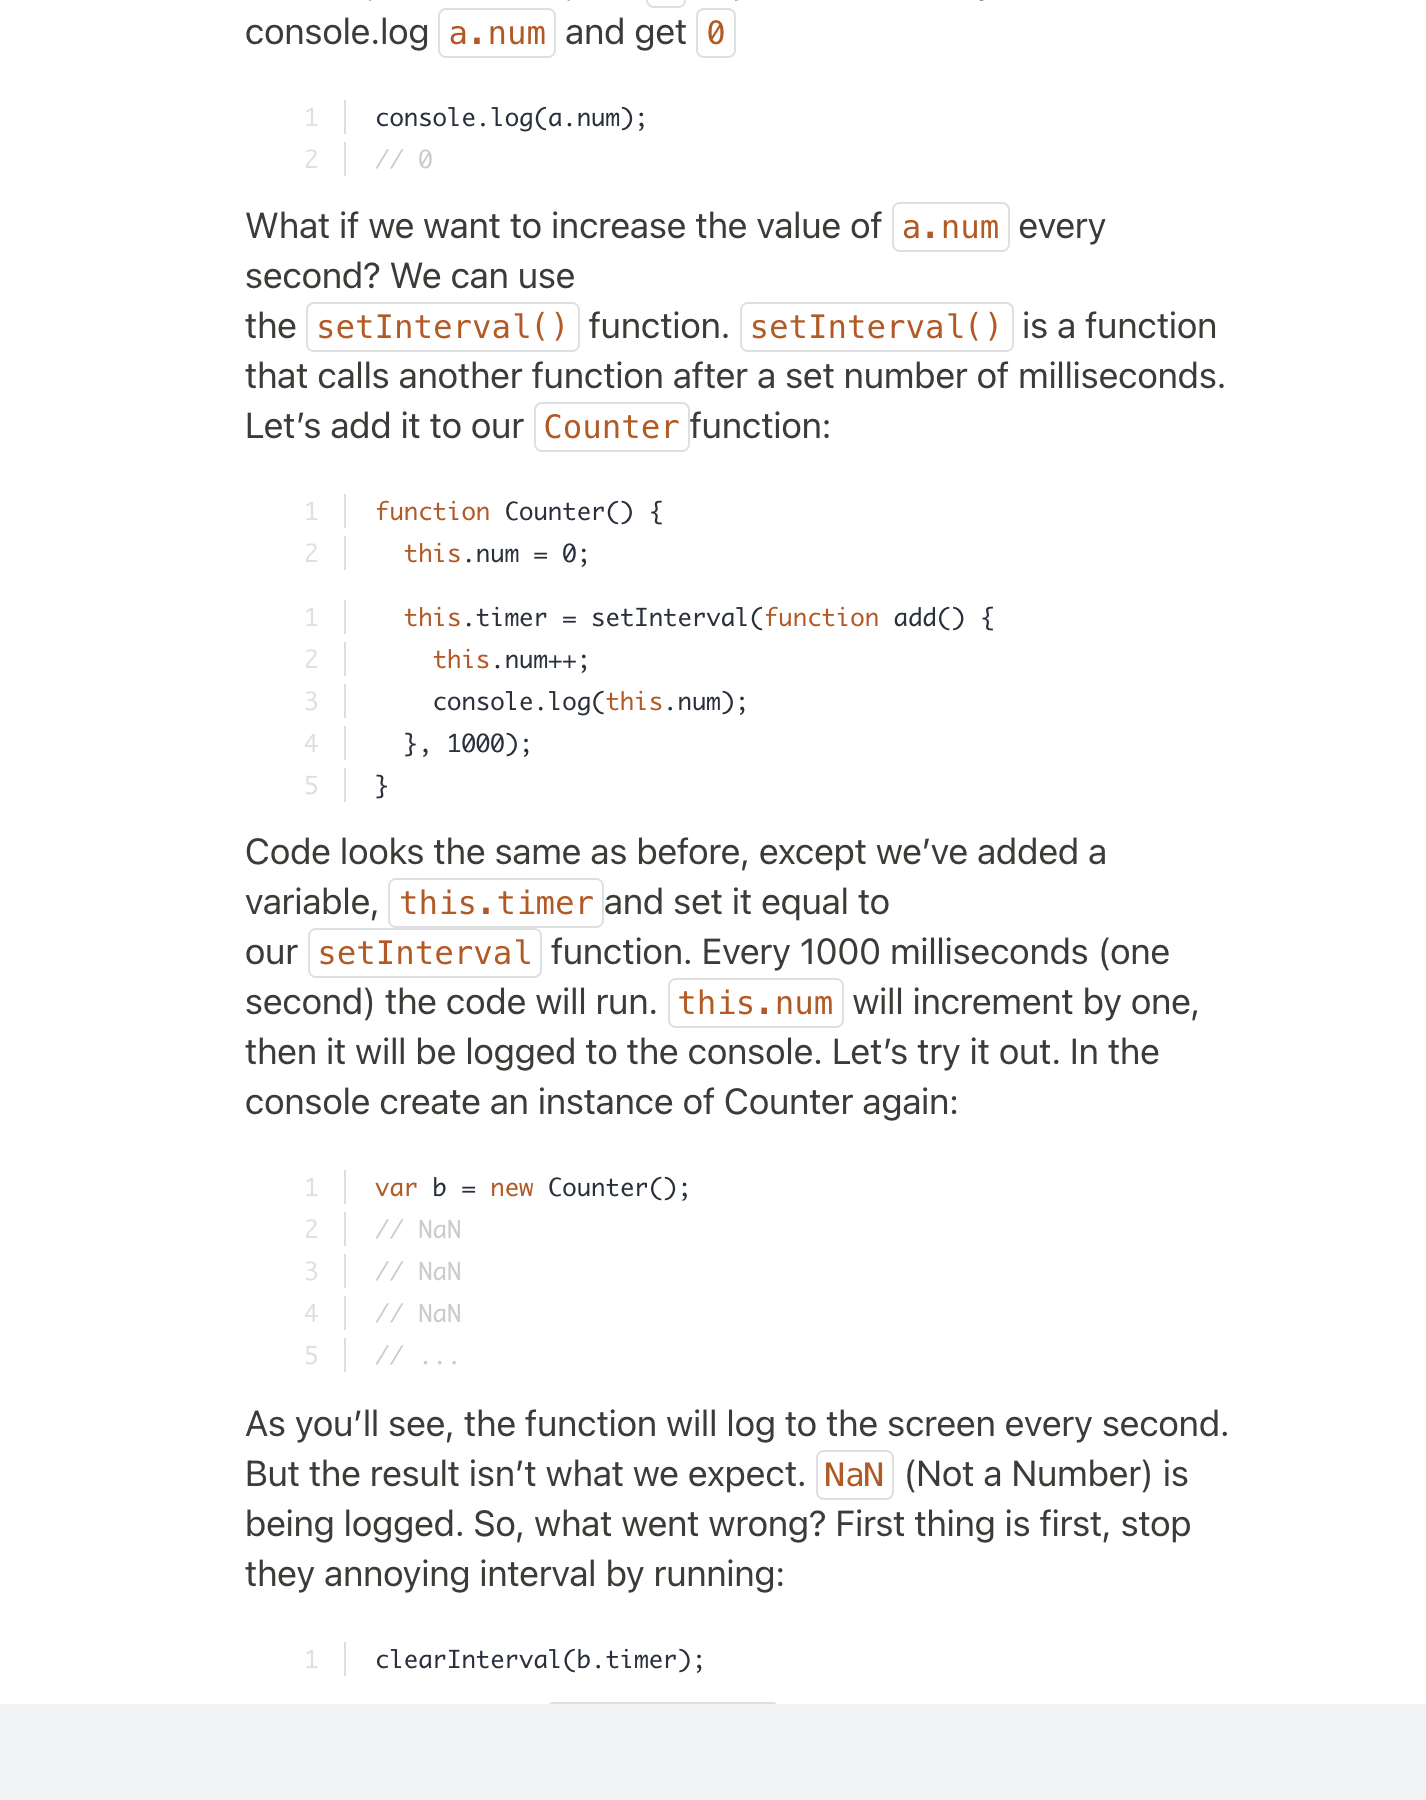 console.log a.num and get 0
1 console.log(a.num);
2 // 0
What if we want to increase the value of a.num every
second? We can use
the setInterval() function. setInterval() is a function
that calls another function after a set number of milliseconds.
Let’s add it to our Counter function:
1 function Counter() {
2 this.num = 0;
1 this.timer = setInterval(function add() {
2 this.num++;
3 console.log(this.num);
4 }, 1000);
5 }
Code looks the same as before, except we’ve added a
variable, this.timer and set it equal to
our setInterval function. Every 1000 milliseconds (one
second) the code will run. this.num will increment by one,
then it will be logged to the console. Let’s try it out. In the
console create an instance of Counter again:
1 var b = new Counter();
2 // NaN
3 // NaN
4 // NaN
5 // ...
As you’ll see, the function will log to the screen every second.
But the result isn’t what we expect. NaN (Not a Number) is
being logged. So, what went wrong? First thing is first, stop
they annoying interval by running:
1 clearInterval(b.timer);